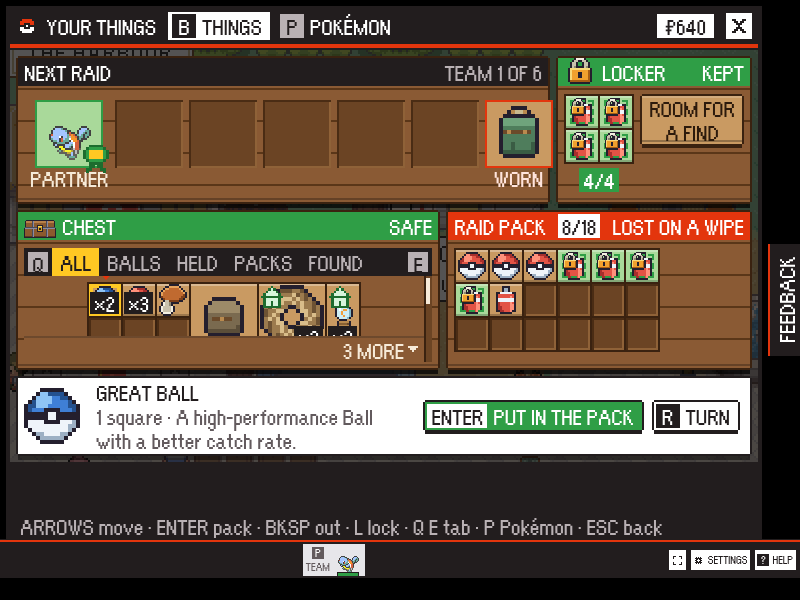 YOUR THINGS B THINGS P POKÉMON ₽640 X
NEXT RAID TEAM 1 OF 6
PARTNER WORN
LOCKER KEPT
ROOM FOR
A FIND
4/4
CHEST SAFE
Q ALL BALLS HELD PACKS FOUND E
×2 ×3
3 MORE
RAID PACK 8/18 LOST ON A WIPE
GREAT BALL
1 square · A high-performance Ball
with a better catch rate.
ENTER PUT IN THE PACK R TURN
FEEDBACK
ARROWS move · ENTER pack · BKSP out · L lock · Q E tab · P Pokémon · ESC back
P
TEAM
SETTINGS ? HELP